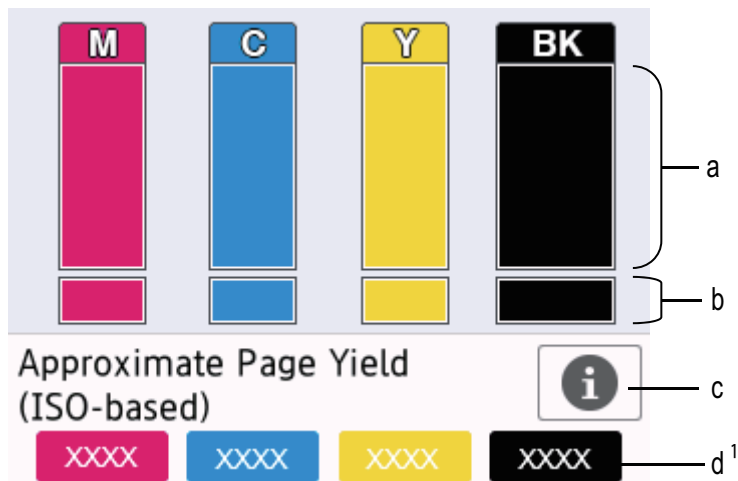 M C Y BK
a
b
Approximate Page Yield
(ISO-based)
i
c
XXXX XXXX XXXX XXXX
d 1